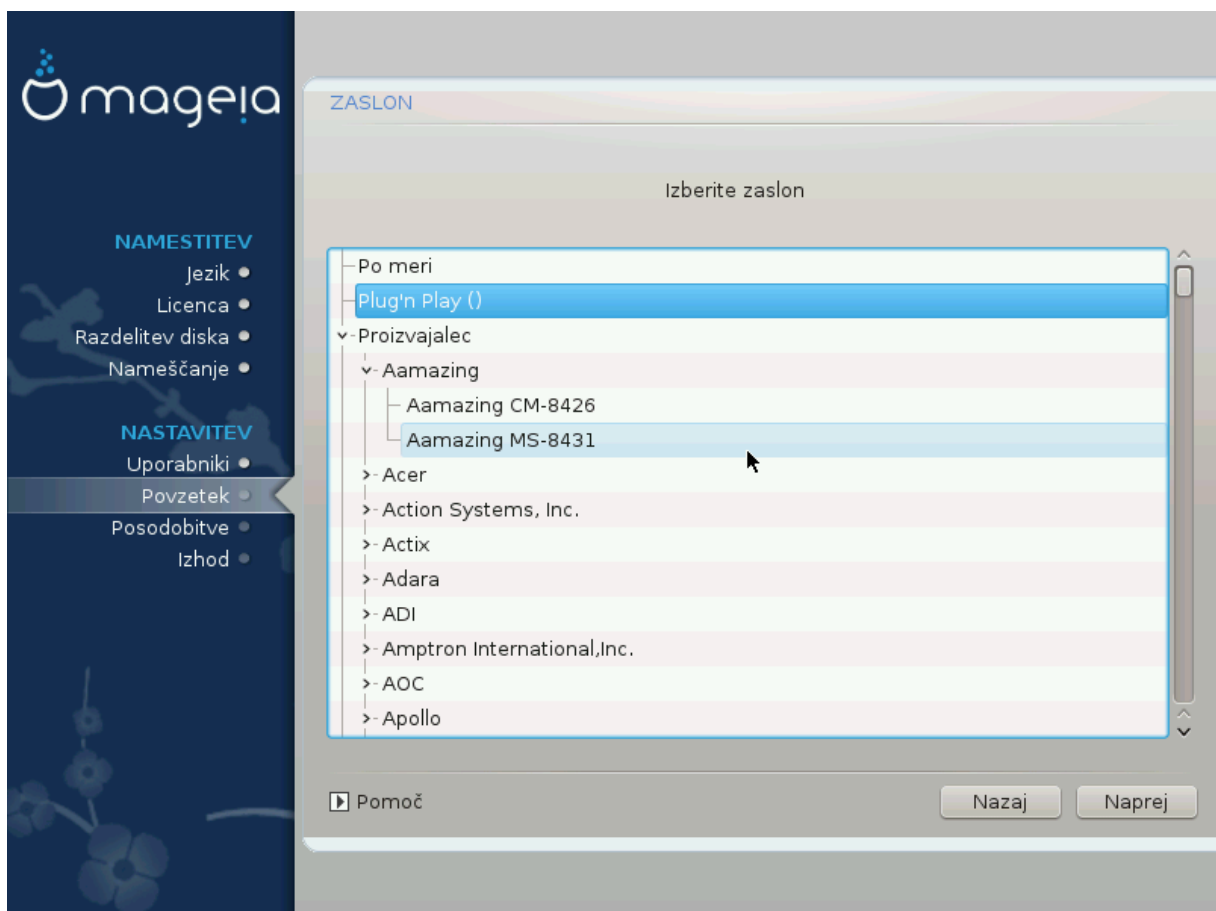 mageia
NAMESTITEV
Jezik
Licenca
Razdelitev diska
Nameščanje
NASTAVITEV
Uporabniki
Povzetek
Posodobitve
Izhod
ZASLON
Izberite zaslon
Po meri
Plug'n Play ()
Proizvajalec
Aamazing
Aamazing CM-8426
Aamazing MS-8431
Acer
Action Systems, Inc.
Actix
Adara
ADI
Amptron International,Inc.
AOC
Apollo
Pomoč
Nazaj
Naprej